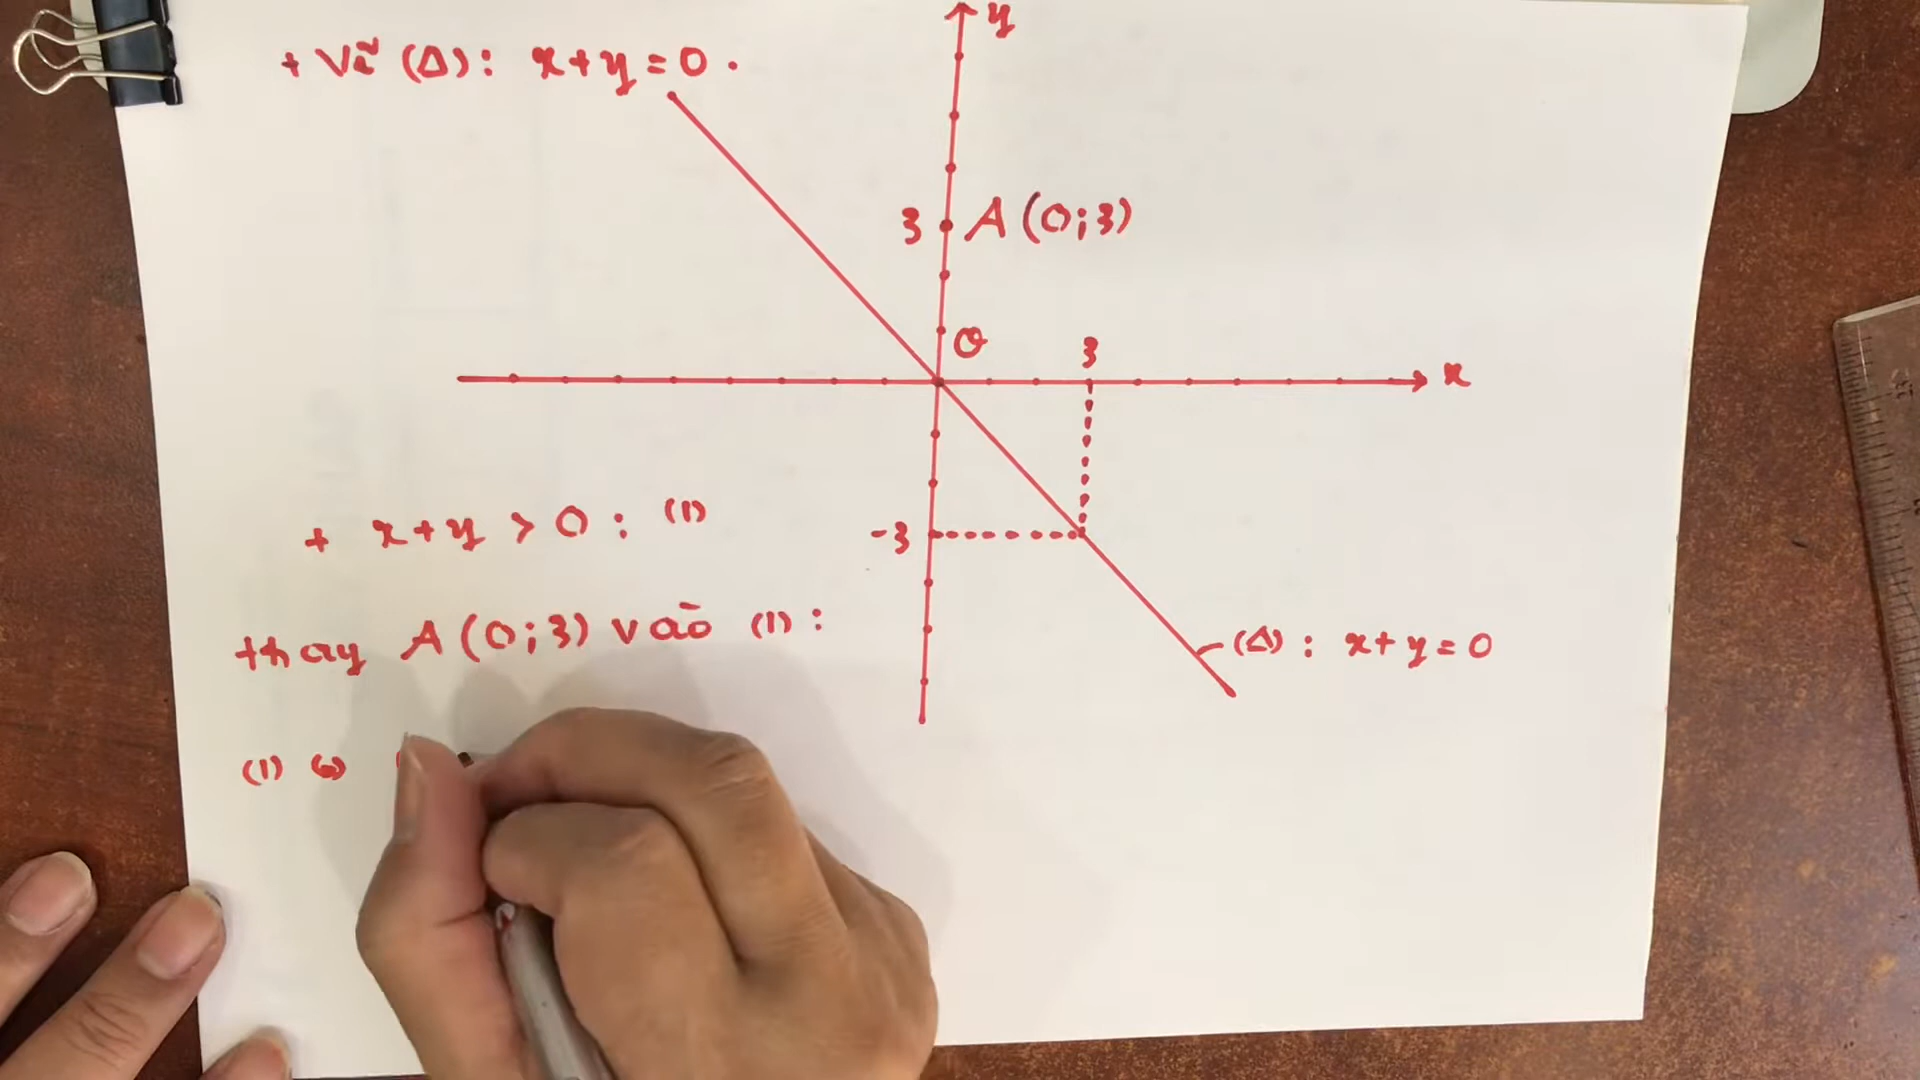 + Vẽ (Δ): x+y=0.
y
3 A(0;3)
O
3
x
+ x+y > 0 : (1)
-3
thay A(0;3) vào (1):
(Δ): x+y=0
(1) ⇔